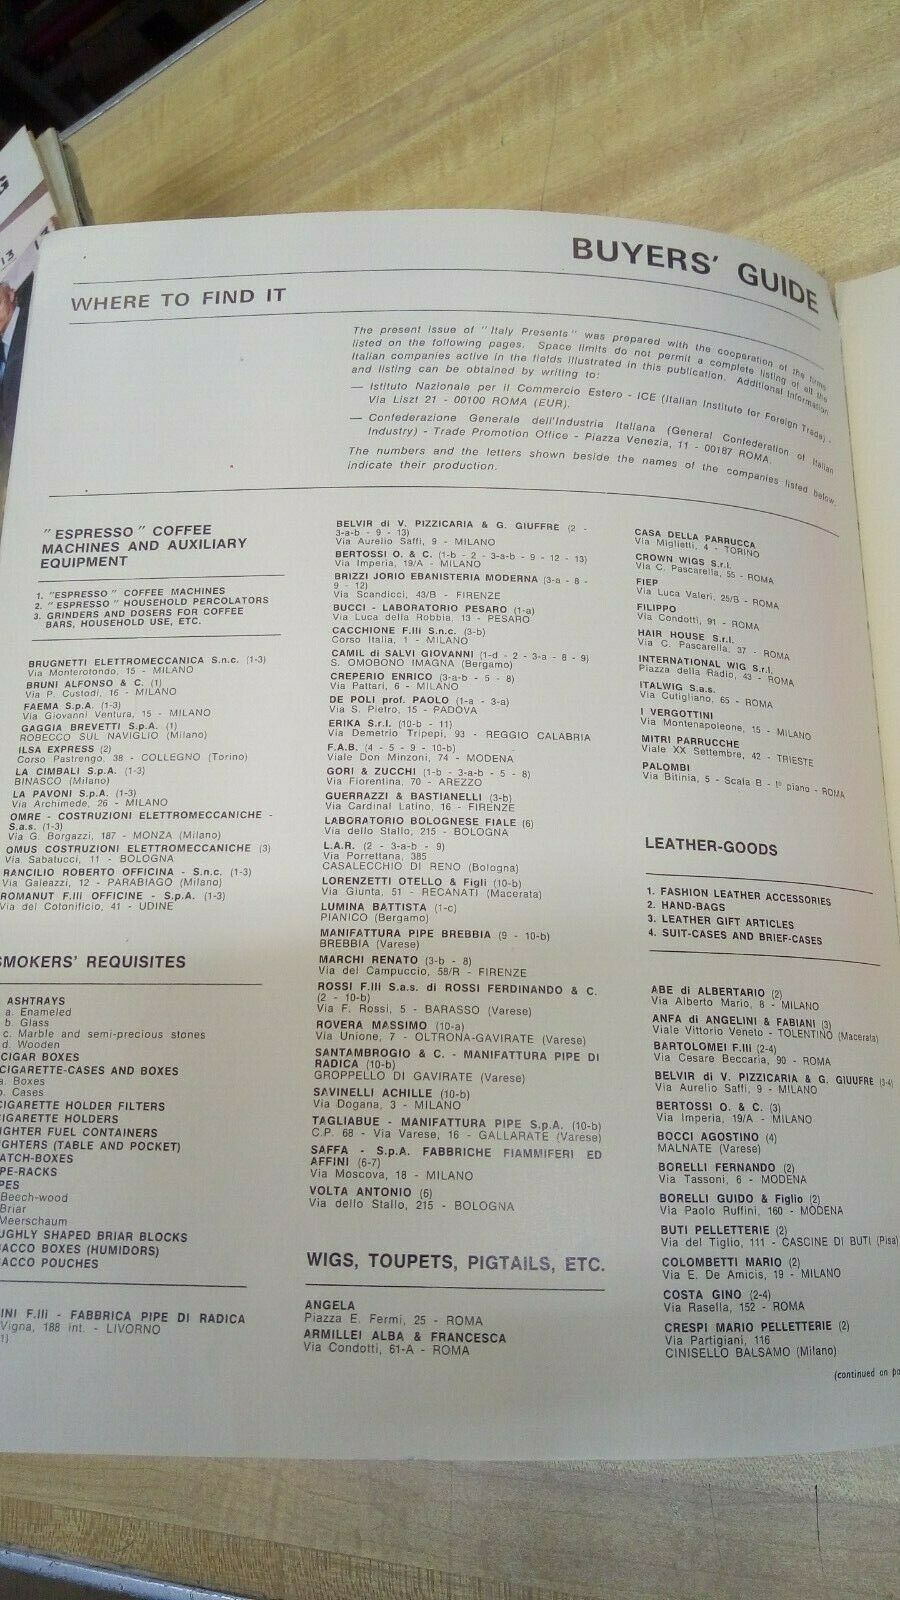 BUYERS' GUIDE
WHERE TO FIND IT
The present issue of "Italy Presents" was prepared with the cooperation of the firms
listed on the following pages. Space limits do not permit a complete listing of all the
Italian companies active in the fields illustrated in this publication. Additional Information
and listing can be obtained by writing to:
— Istituto Nazionale per il Commercio Estero - ICE (Italian Institute for Foreign Trade) -
Via Liszt 21 - 00100 ROMA (EUR).
— Confederazione Generale dell'Industria Italiana (General Confederation of Italian
Industry) - Trade Promotion Office - Piazza Venezia, 11 - 00187 ROMA.
The numbers and the letters shown beside the names of the companies listed below
indicate their production.
"ESPRESSO" COFFEE
MACHINES AND AUXILIARY
EQUIPMENT
1. "ESPRESSO" COFFEE MACHINES
2. "ESPRESSO" HOUSEHOLD PERCOLATORS
3. GRINDERS AND DOSERS FOR COFFEE
BARS, HOUSEHOLD USE, ETC.
BRUGNETTI ELETTROMECCANICA S.n.c. (1-3)
Via Monterotondo, 15 - MILANO
BRUNI ALFONSO & C. (1)
Via P. Custodi, 16 - MILANO
FAEMA S.p.A. (1-3)
Via Giovanni Ventura, 15 - MILANO
GAGGIA BREVETTI S.p.A. (1)
ROBECCO SUL NAVIGLIO (Milano)
ILSA EXPRESS (2)
Corso Pastrengo, 38 - COLLEGNO (Torino)
LA CIMBALI S.p.A. (1-3)
BINASCO (Milano)
LA PAVONI S.p.A. (1-3)
Via Archimede, 26 - MILANO
OMRE - COSTRUZIONI ELETTROMECCANICHE -
S.a.s. (1-3)
Via G. Borgazzi, 187 - MONZA (Milano)
OMUS COSTRUZIONI ELETTROMECCANICHE (3)
Via Sabatucci, 11 - BOLOGNA
RANCILIO ROBERTO OFFICINA - S.n.c. (1-3)
Via Galeazzi, 12 - PARABIAGO (Milano)
ROMANUT F.lli OFFICINE - S.p.A. (1-3)
Via del Cotonificio, 41 - UDINE
SMOKERS' REQUISITES
ASHTRAYS
a. Enameled
b. Glass
c. Marble and semi-precious stones
d. Wooden
CIGAR BOXES
CIGARETTE-CASES AND BOXES
a. Boxes
b. Cases
CIGARETTE HOLDER FILTERS
CIGARETTE HOLDERS
IGHTER FUEL CONTAINERS
GHTERS (TABLE AND POCKET)
ATCH-BOXES
PE-RACKS
PES
Beech-wood
Briar
Meerschaum
UGHLY SHAPED BRIAR BLOCKS
ACCO BOXES (HUMIDORS)
ACCO POUCHES
INI F.lli - FABBRICA PIPE DI RADICA
Vigna, 188 int. - LIVORNO
1)
BELVIR di V. PIZZICARIA & G. GIUFFRE (2 -
3-a-b - 9 - 13)
Via Aurelio Saffi, 9 - MILANO
BERTOSSI O. & C. (1-b - 2 - 3-a-b - 9 - 12 - 13)
Via Imperia, 19/A - MILANO
BRIZZI JORIO EBANISTERIA MODERNA (3-a - 8 -
9 - 12)
Via Scandicci, 43/B - FIRENZE
BUCCI - LABORATORIO PESARO (1-a)
Via Luca della Robbia, 13 - PESARO
CACCHIONE F.lli S.n.c. (3-b)
Corso Italia, 1 - MILANO
CAMIL di SALVI GIOVANNI (1-d - 2 - 3-a - 8 - 9)
S. OMOBONO IMAGNA (Bergamo)
CREPERIO ENRICO (3-a-b - 5 - 8)
Via Pattari, 6 - MILANO
DE POLI prof. PAOLO (1-a - 3-a)
Via S. Pietro, 15 - PADOVA
ERIKA S.r.l. (10-b - 11)
Via Demetrio Tripepi, 93 - REGGIO CALABRIA
F.A.B. (4 - 5 - 9 - 10-b)
Viale Don Minzoni, 74 - MODENA
GORI & ZUCCHI (1-b - 3-a-b - 5 - 8)
Via Fiorentina, 70 - AREZZO
GUERRAZZI & BASTIANELLI (3-b)
Via Cardinal Latino, 16 - FIRENZE
LABORATORIO BOLOGNESE FIALE (6)
Via dello Stallo, 215 - BOLOGNA
L.A.R. (2 - 3-a-b - 9)
Via Porrettana, 385
CASALECCHIO DI RENO (Bologna)
LORENZETTI OTELLO & Figli (10-b)
Via Giunta, 51 - RECANATI (Macerata)
LUMINA BATTISTA (1-c)
PIANICO (Bergamo)
MANIFATTURA PIPE BREBBIA (9 - 10-b)
BREBBIA (Varese)
MARCHI RENATO (3-b - 8)
Via del Campuccio, 58/R - FIRENZE
ROSSI F.lli S.a.s. di ROSSI FERDINANDO & C.
(2 - 10-b)
Via F. Rossi, 5 - BARASSO (Varese)
ROVERA MASSIMO (10-a)
Via Unione, 7 - OLTRONA-GAVIRATE (Varese)
SANTAMBROGIO & C. - MANIFATTURA PIPE DI
RADICA (10-b)
GROPPELLO DI GAVIRATE (Varese)
SAVINELLI ACHILLE (10-b)
Via Dogana, 3 - MILANO
TAGLIABUE - MANIFATTURA PIPE S.p.A. (10-b)
C.P. 68 - Via Varese, 16 - GALLARATE (Varese)
SAFFA - S.p.A. FABBRICHE FIAMMIFERI ED
AFFINI (6-7)
Via Moscova, 18 - MILANO
VOLTA ANTONIO (6)
Via dello Stallo, 215 - BOLOGNA
WIGS, TOUPETS, PIGTAILS, ETC.
ANGELA
Piazza E. Fermi, 25 - ROMA
ARMILLEI ALBA & FRANCESCA
Via Condotti, 61-A - ROMA
CASA DELLA PARRUCCA
Via Miglietti, 4 - TORINO
CROWN WIGS S.r.l.
Via C. Pascarella, 55 - ROMA
FIEP
Via Luca Valeri, 25/B - ROMA
FILIPPO
Via Condotti, 91 - ROMA
HAIR HOUSE S.r.l.
Via C. Pascarella, 37 - ROMA
INTERNATIONAL WIG S.r.l.
Piazza della Radio, 43 - ROMA
ITALWIG S.a.s.
Via Cutigliano, 65 - ROMA
I VERGOTTINI
Via Montenapoleone, 15 - MILANO
MITRI PARRUCCHE
Viale XX Settembre, 42 - TRIESTE
PALOMBI
Via Bitinia, 5 - Scala B - 1º piano - ROMA
LEATHER-GOODS
1. FASHION LEATHER ACCESSORIES
2. HAND-BAGS
3. LEATHER GIFT ARTICLES
4. SUIT-CASES AND BRIEF-CASES
ABE di ALBERTARIO (2)
Via Alberto Mario, 8 - MILANO
ANFA di ANGELINI & FABIANI (3)
Viale Vittorio Veneto - TOLENTINO (Macerata)
BARTOLOMEI F.lli (2-4)
Via Cesare Beccaria, 90 - ROMA
BELVIR di V. PIZZICARIA & G. GIUUFRE (3-4)
Via Aurelio Saffi, 9 - MILANO
BERTOSSI O. & C. (3)
Via Imperia, 19/A - MILANO
BOCCI AGOSTINO (4)
MALNATE (Varese)
BORELLI FERNANDO (2)
Via Tassoni, 6 - MODENA
BORELLI GUIDO & Figlio (2)
Via Paolo Ruffini, 160 - MODENA
BUTI PELLETTERIE (2)
Via del Tiglio, 111 - CASCINE DI BUTI (Pisa)
COLOMBETTI MARIO (2)
Via E. De Amicis, 19 - MILANO
COSTA GINO (2-4)
Via Rasella, 152 - ROMA
CRESPI MARIO PELLETTERIE (2)
Via Partigiani, 116
CINISELLO BALSAMO (Milano)
(continued on pa